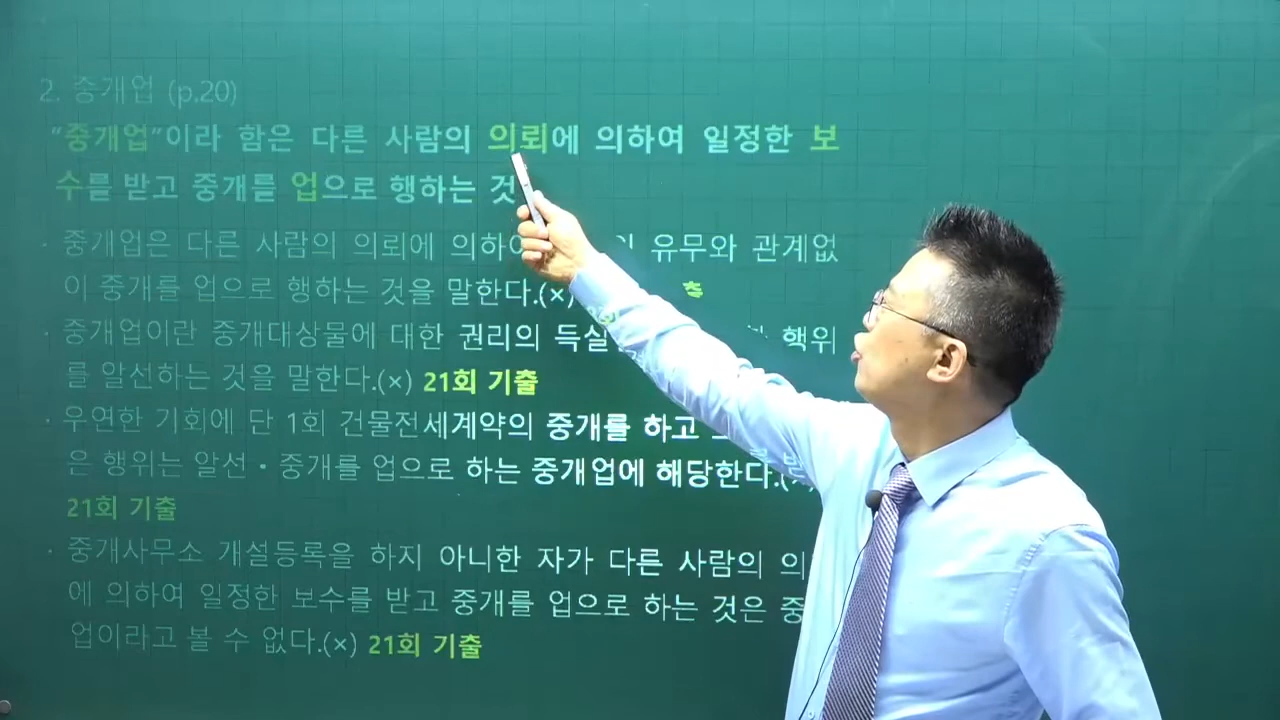 2. 중개업 (p.20)
"중개업"이라 함은 다른 사람의 의뢰에 의하여 일정한 보
수를 받고 중개를 업으로 행하는 것
· 중개업은 다른 사람의 의뢰에 의하여 유무와 관계없
이 중개를 업으로 행하는 것을 말한다.(×)
· 중개업이란 중개대상물에 대한 권리의 득실 행위
를 알선하는 것을 말한다.(×) 21회 기출
· 우연한 기회에 단 1회 건물전세계약의 중개를 하고
은 행위는 알선·중개를 업으로 하는 중개업에 해당한다.(×
21회 기출
· 중개사무소 개설등록을 하지 아니한 자가 다른 사람의 의
에 의하여 일정한 보수를 받고 중개를 업으로 하는 것은 중
업이라고 볼 수 없다.(×) 21회 기출